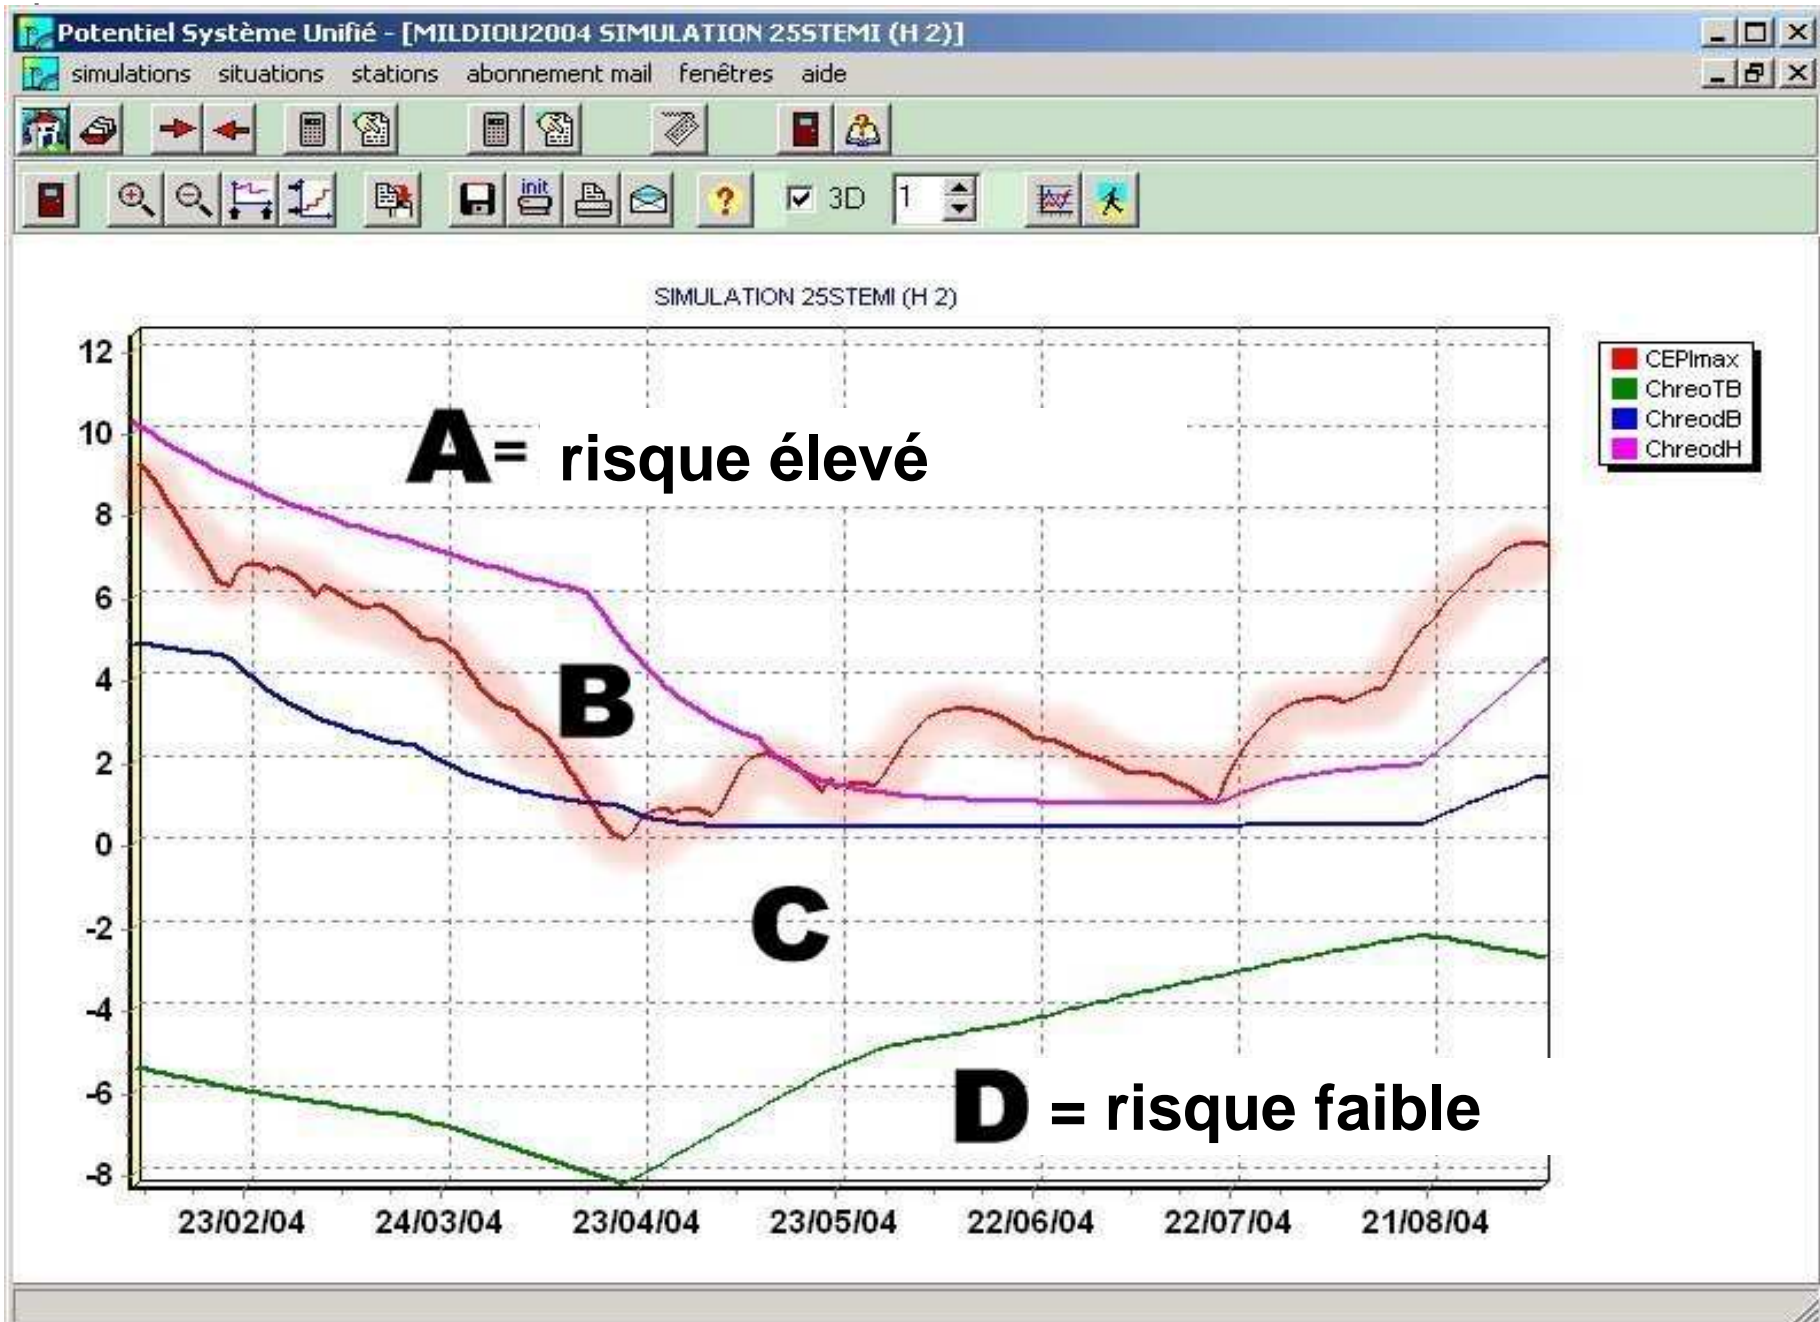 Potentiel Système Unifié - [MILDIOU2004 SIMULATION 25STEMI (H 2)]
simulations situations stations abonnement mail fenêtres aide
init
? 3D 1
SIMULATION 25STEMI (H 2)
CEPImax
ChreoTB
ChreodB
ChreodH
12
10
8
6
4
2
0
-2
-4
-6
-8
A= risque élevé
B
C
D = risque faible
23/02/04 24/03/04 23/04/04 23/05/04 22/06/04 22/07/04 21/08/04